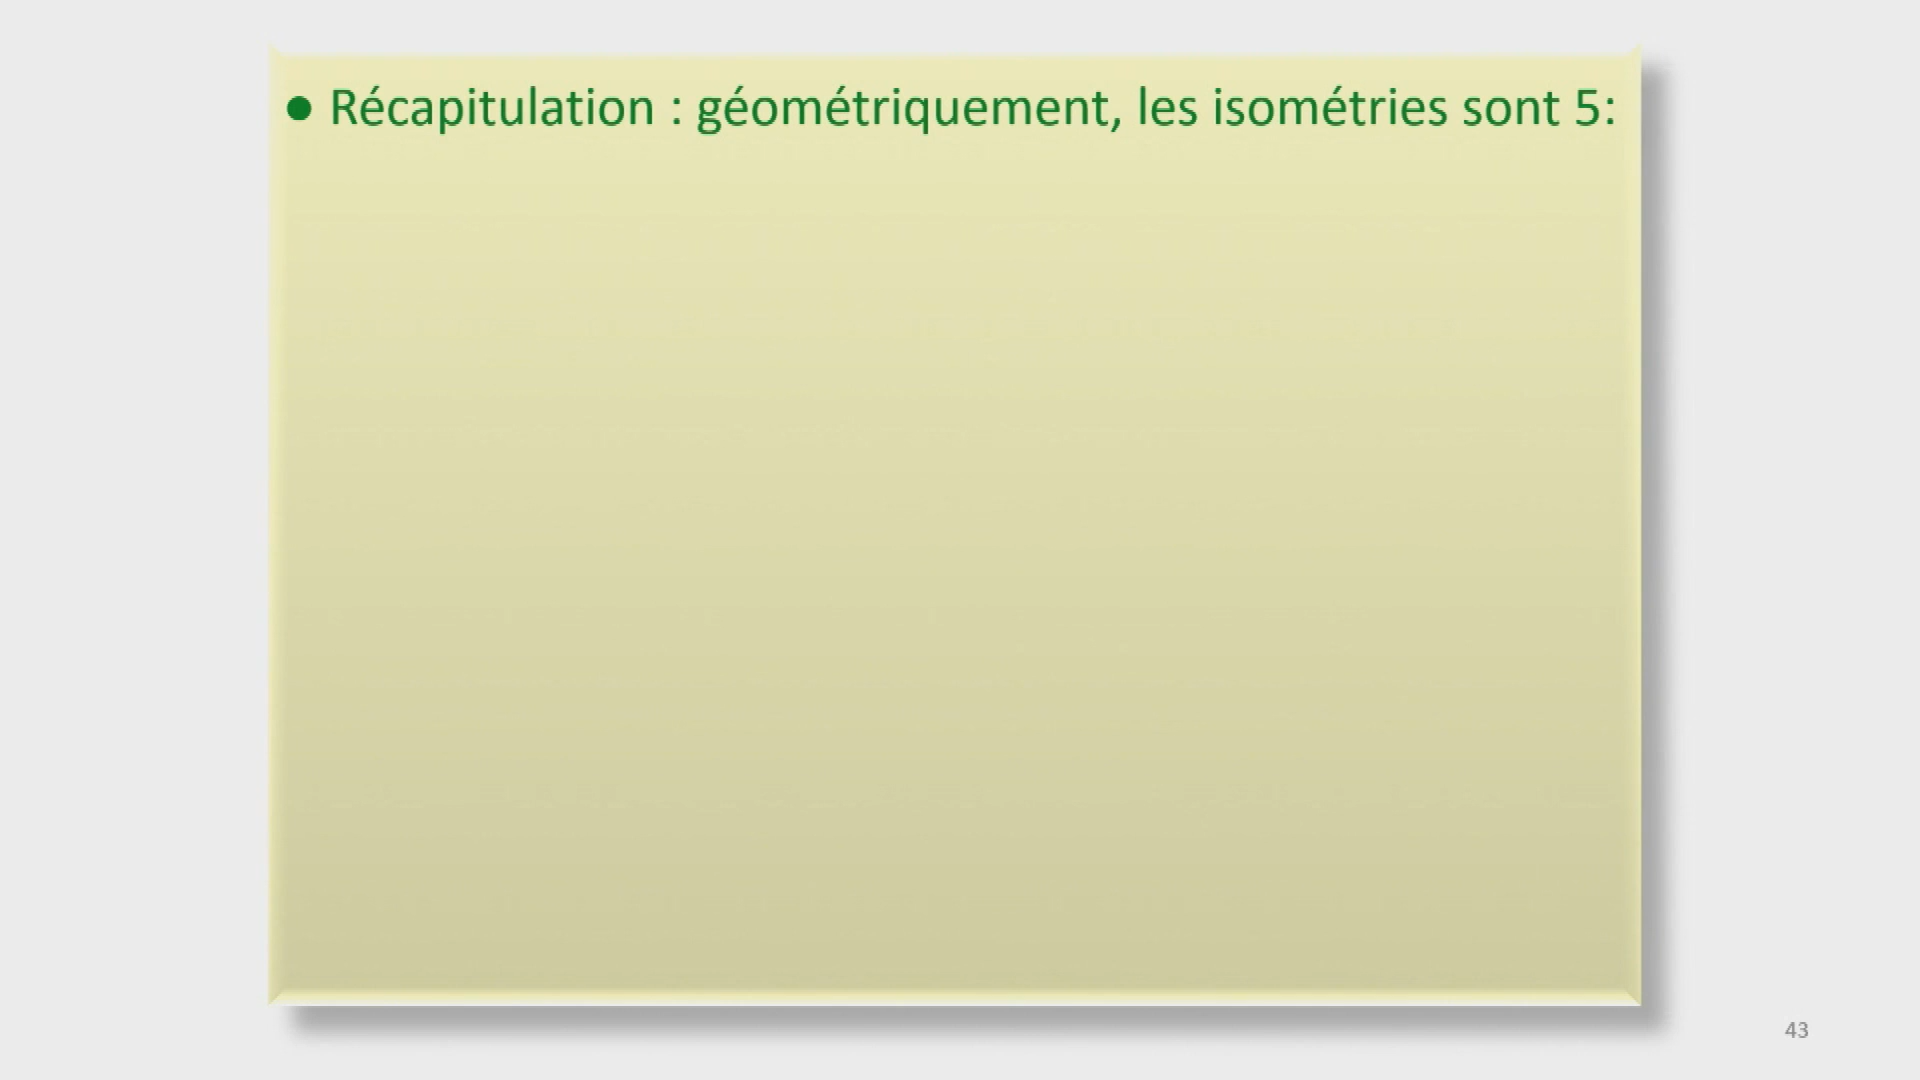 ● Récapitulation : géométriquement, les isométries sont 5:
43